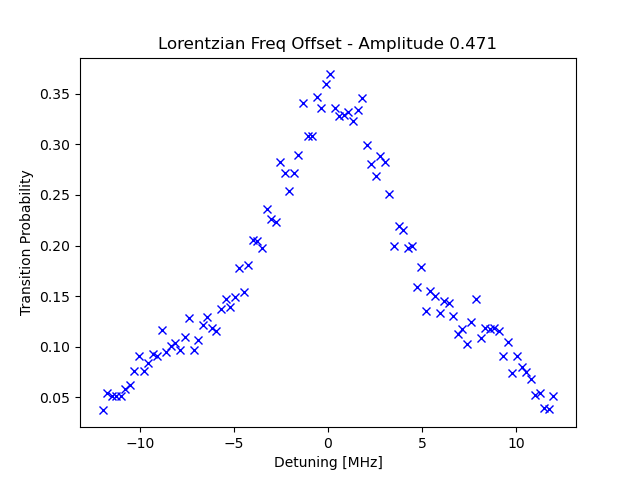 Lorentzian Freq Offset - Amplitude 0.471
0.35
0.30
0.25
0.20
0.15
0.10
0.05
Transition Probability
−10 −5 0 5 10
Detuning [MHz]